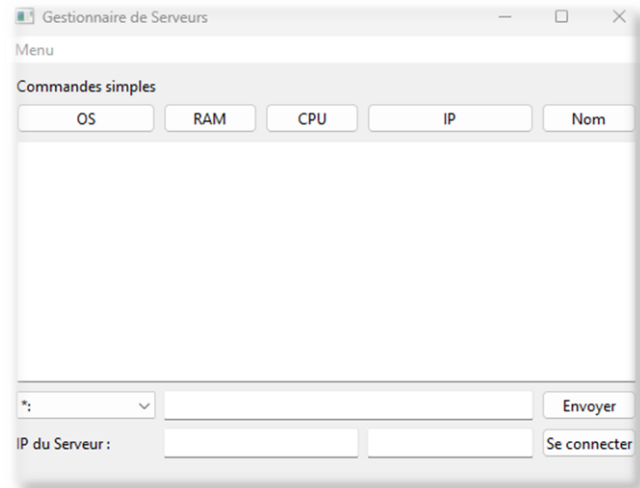 Gestionnaire de Serveurs
Menu
Commandes simples
OS RAM CPU IP Nom
*: Envoyer
IP du Serveur : Se connecter